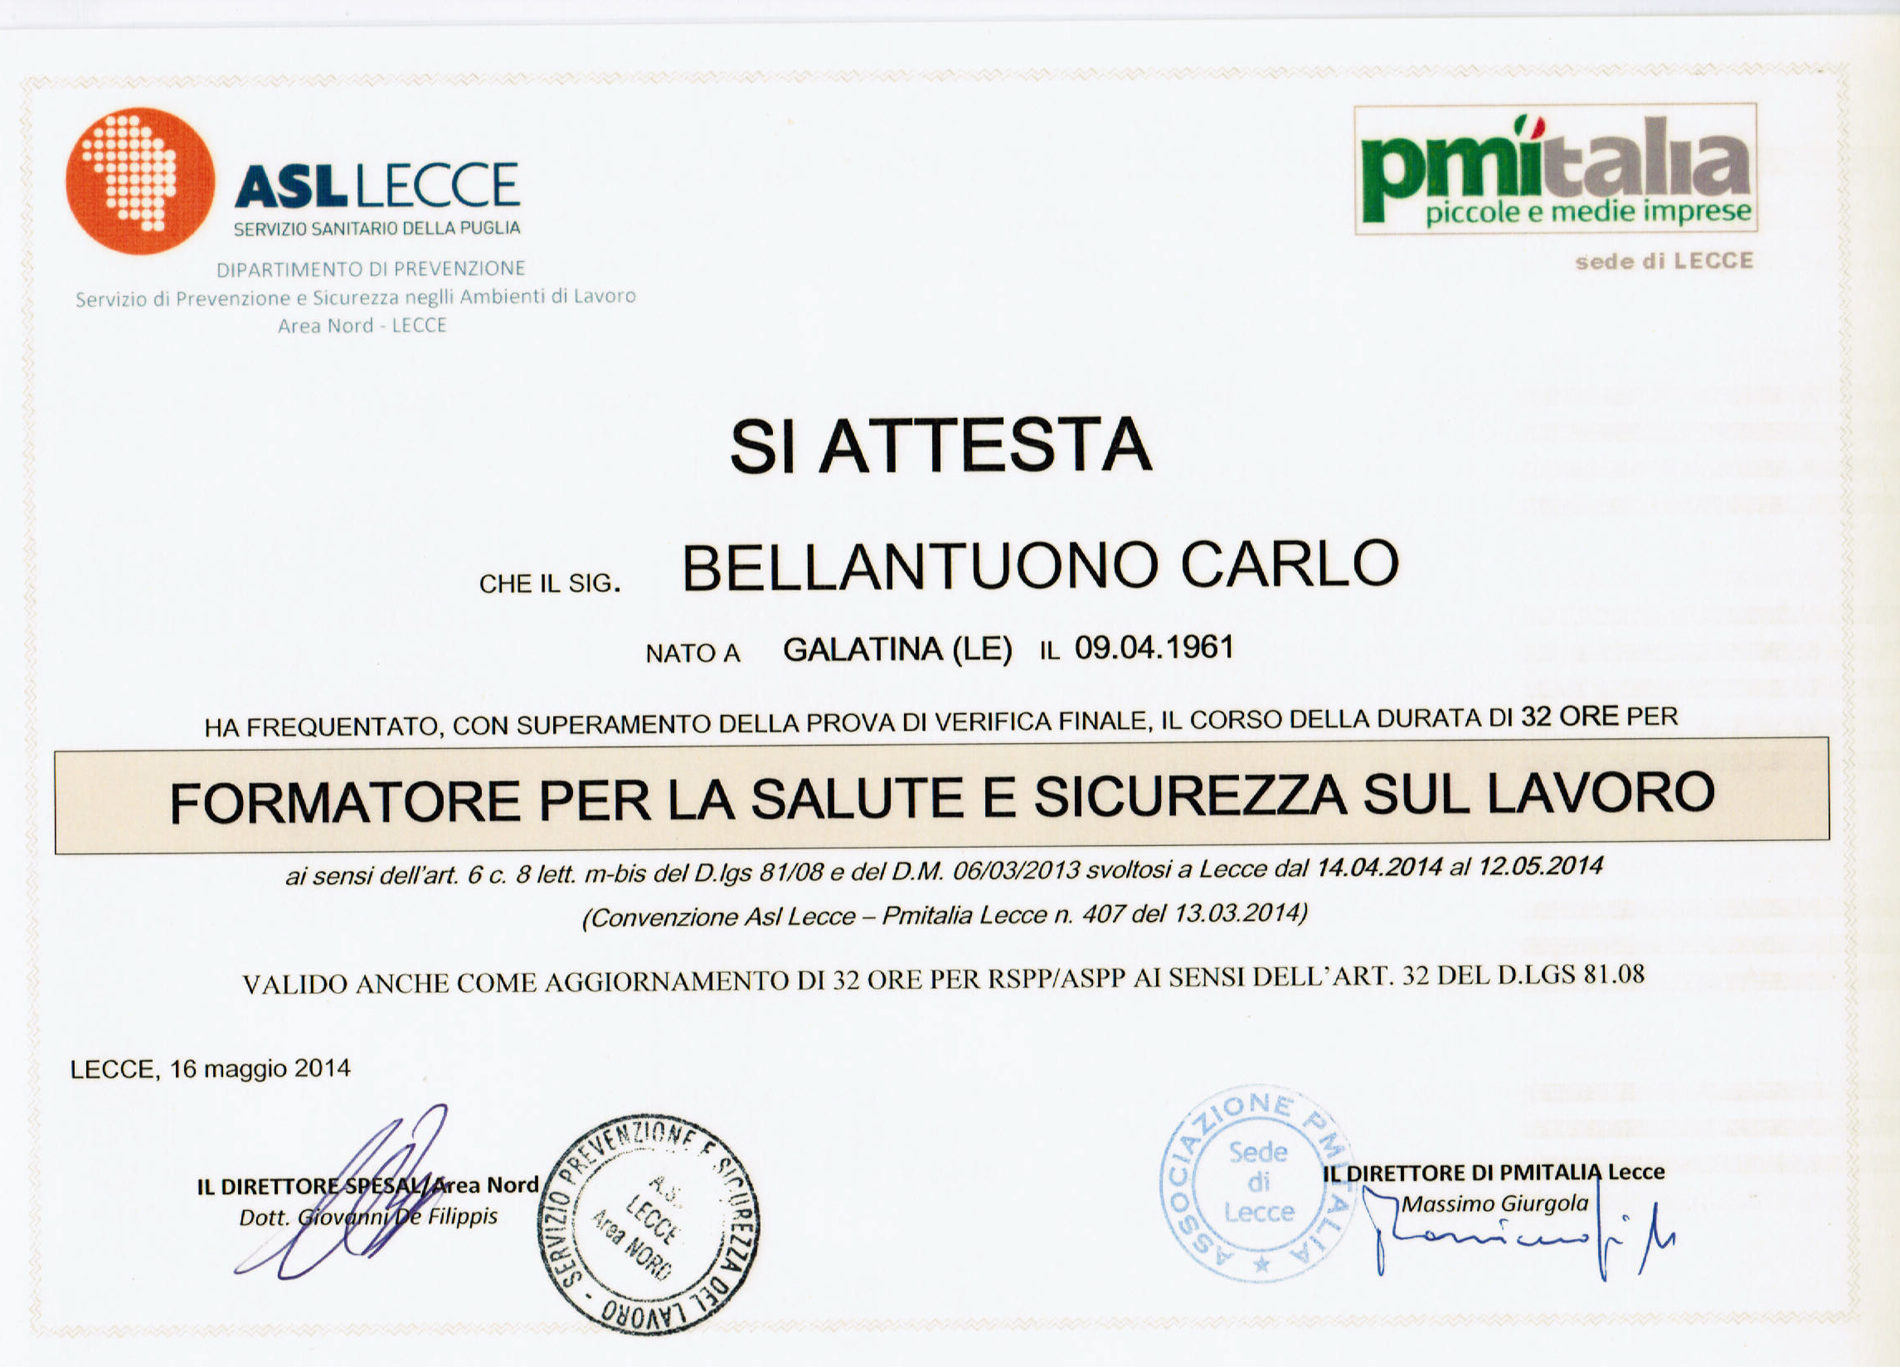 ASL LECCE
SERVIZIO SANITARIO DELLA PUGLIA
DIPARTIMENTO DI PREVENZIONE
Servizio di Prevenzione e Sicurezza neglli Ambienti di Lavoro
Area Nord - LECCE
pmitalia
piccole e medie imprese
sede di LECCE
SI ATTESTA
CHE IL SIG. BELLANTUONO CARLO
NATO A GALATINA (LE) IL 09.04.1961
HA FREQUENTATO, CON SUPERAMENTO DELLA PROVA DI VERIFICA FINALE, IL CORSO DELLA DURATA DI 32 ORE PER
FORMATORE PER LA SALUTE E SICUREZZA SUL LAVORO
ai sensi dell'art. 6 c. 8 lett. m-bis del D.lgs 81/08 e del D.M. 06/03/2013 svoltosi a Lecce dal 14.04.2014 al 12.05.2014
(Convenzione Asl Lecce – Pmitalia Lecce n. 407 del 13.03.2014)
VALIDO ANCHE COME AGGIORNAMENTO DI 32 ORE PER RSPP/ASPP AI SENSI DELL'ART. 32 DEL D.LGS 81.08
LECCE, 16 maggio 2014
IL DIRETTORE SPESAL/Area Nord
Dott. Giovanni De Filippis
SERVIZIO PREVENZIONE E SICUREZZA DEL LAVORO -
LECCE
Area NORD
ASSOCIAZIONE PMITALIA
Sede
di
Lecce
IL DIRETTORE DI PMITALIA Lecce
Massimo Giurgola